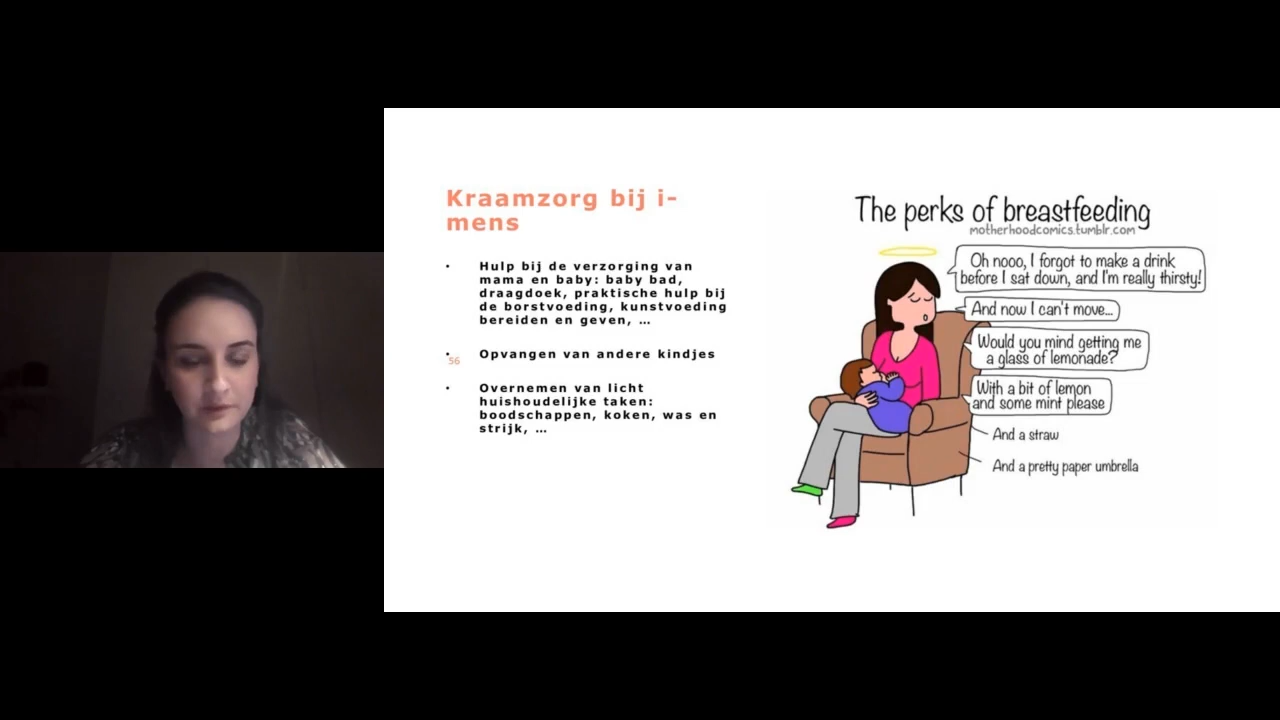 Kraamzorg bij i-
mens
• Hulp bij de verzorging van
mama en baby: baby bad,
draagdoek, praktische hulp bij
de borstvoeding, kunstvoeding
bereiden en geven, …
• Opvangen van andere kindjes
56
• Overnemen van licht
huishoudelijke taken:
boodschappen, koken, was en
strijk, …
The perks of breastfeeding
motherhoodcomics.tumblr.com
Oh nooo, I forgot to make a drink
before I sat down, and I'm really thirsty!
And now I can't move...
Would you mind getting me
a glass of lemonade?
With a bit of lemon
and some mint please
And a straw
And a pretty paper umbrella